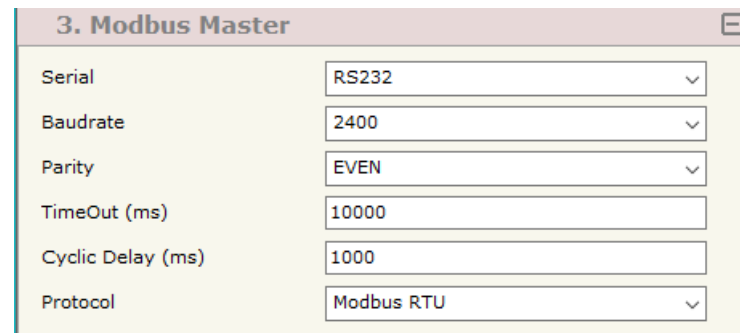 3. Modbus Master
Serial RS232
Baudrate 2400
Parity EVEN
TimeOut (ms) 10000
Cyclic Delay (ms) 1000
Protocol Modbus RTU